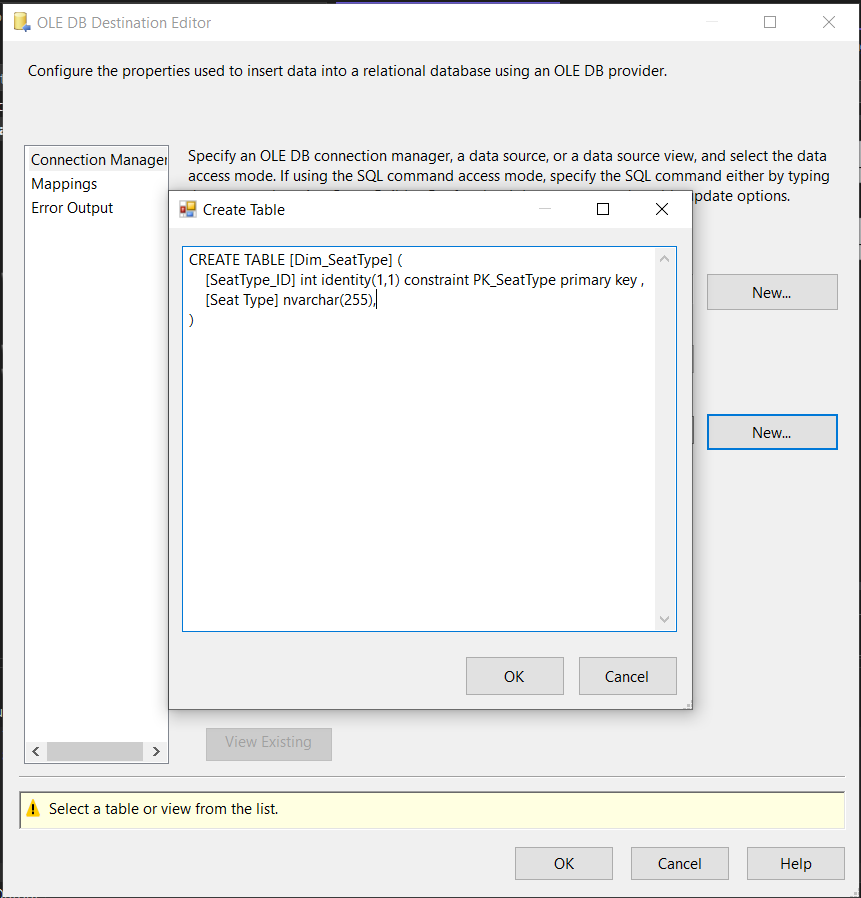 OLE DB Destination Editor
Configure the properties used to insert data into a relational database using an OLE DB provider.
Connection Manager
Mappings
Error Output
Specify an OLE DB connection manager, a data source, or a data source view, and select the data
access mode. If using the SQL command access mode, specify the SQL command either by typing
update options.
Create Table
CREATE TABLE [Dim_SeatType] (
[SeatType_ID] int identity(1,1) constraint PK_SeatType primary key ,
[Seat Type] nvarchar(255),
)
New...
New...
OK
Cancel
View Existing
Select a table or view from the list.
OK
Cancel
Help